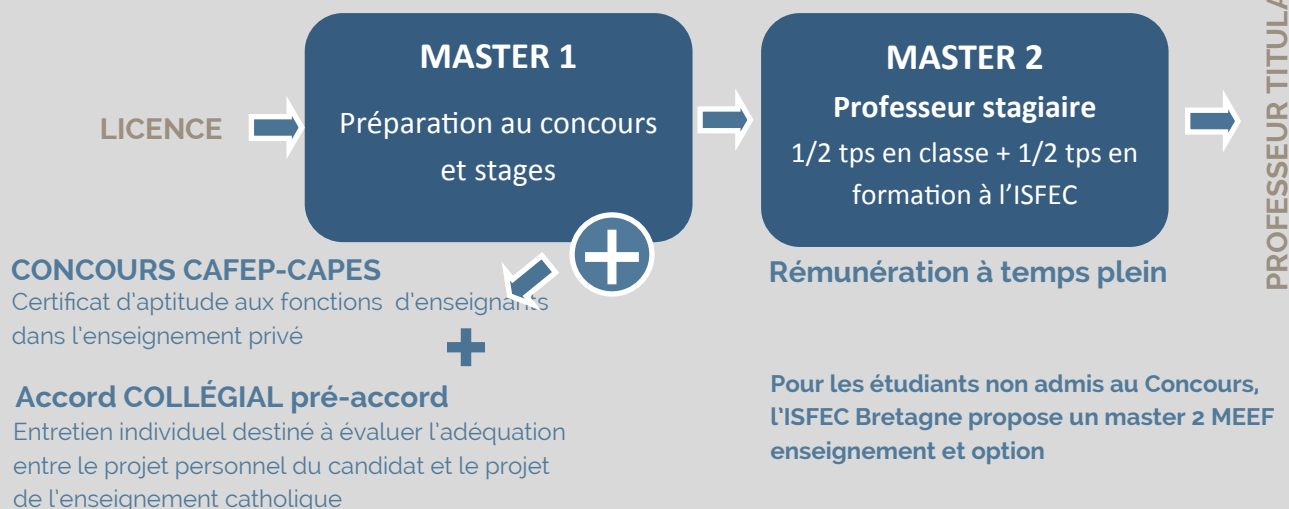 LICENCE
MASTER 1
Préparation au concours
et stages
MASTER 2
Professeur stagiaire
1/2 tps en classe + 1/2 tps en
formation à l'ISFEC
PROFESSEUR
CONCOURS CAFEP-CAPES
Certificat d'aptitude aux fonctions d'enseignants
dans l'enseignement privé
+
Accord COLLÉGIAL pré-accord
Entretien individuel destiné à évaluer l'adéquation
entre le projet personnel du candidat et le projet
de l'enseignement catholique
Rémunération à temps plein
Pour les étudiants non admis au Concours,
l'ISFEC Bretagne propose un master 2 MEEF
enseignement et option